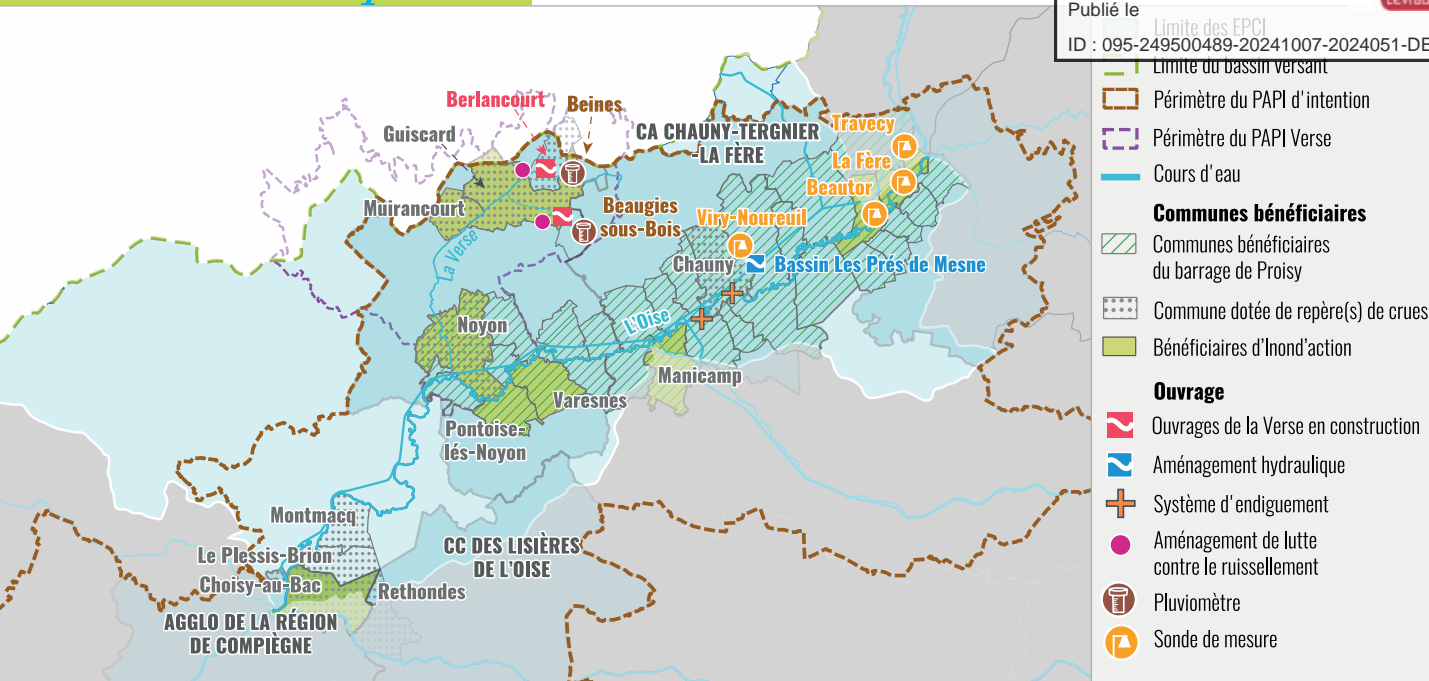 Publié le
ID : 095-249500489-20241007-2024051-DE
Berlancourt
Beines
Guiscard
CA CHAUNY-TERGNIER
-LA FÈRE
Travecy
La Fère
Beautor
Muirancourt
Beaugies
sous-Bois
Viry-Noureuil
La Verse
Chauny
Bassin Les Prés de Mesne
Noyon
L'Oise
Manicamp
Varesnes
Pontoise-
lés-Noyon
Montmacq
Le Plessis-Brion
Choisy-au-Bac
CC DES LISIÈRES
DE L'OISE
Rethondes
AGGLO DE LA RÉGION
DE COMPIÈGNE
Limite des EPCI
Limite du bassin versant
Périmètre du PAPI d'intention
Périmètre du PAPI Verse
Cours d'eau
Communes bénéficiaires
Communes bénéficiaires
du barrage de Proisy
Commune dotée de repère(s) de crues
Bénéficiaires d'Inond'action
Ouvrage
Ouvrages de la Verse en construction
Aménagement hydraulique
Système d'endiguement
Aménagement de lutte
contre le ruissellement
Pluviomètre
Sonde de mesure